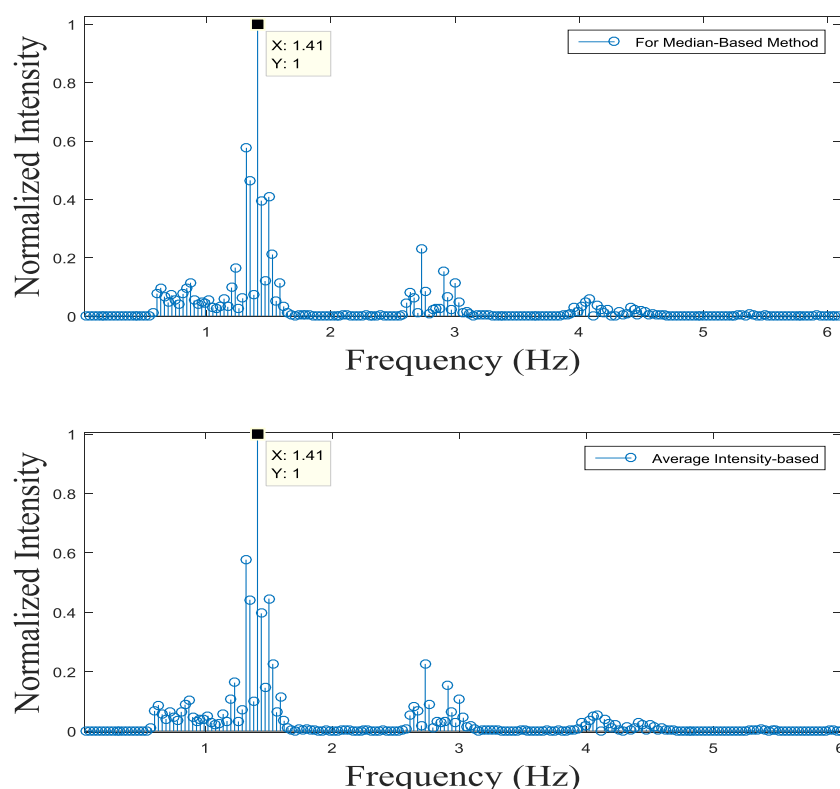 1
X: 1.41
Y: 1
For Median-Based Method
0.8
0.6
0.4
0.2
0
Normalized Intensity
1 2 3 4 5 6
Frequency (Hz)
1
X: 1.41
Y: 1
Average Intensity-based
0.8
0.6
0.4
0.2
0
Normalized Intensity
1 2 3 4 5 6
Frequency (Hz)